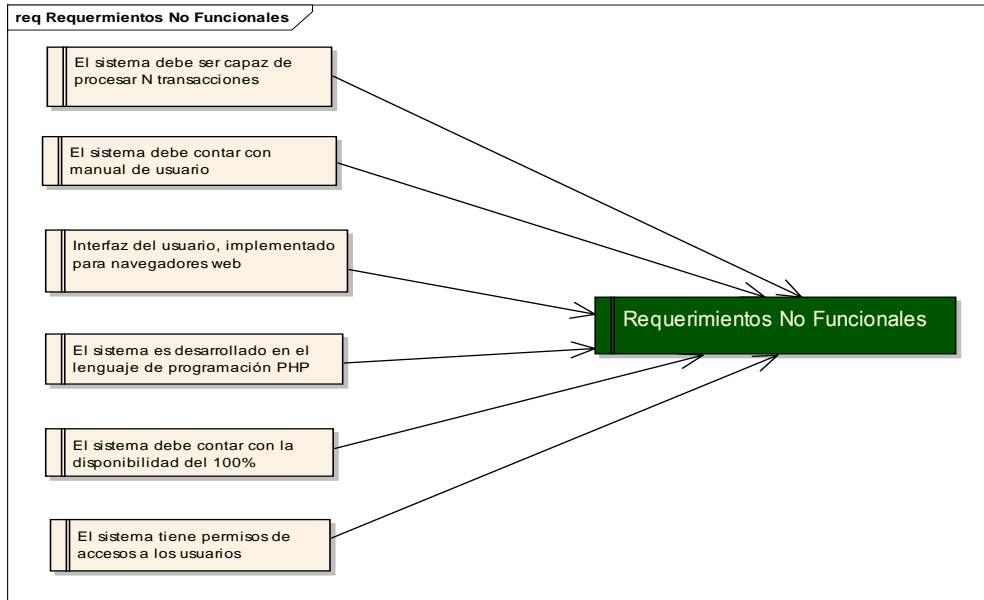 req Requermientos No Funcionales
El sistema debe ser capaz de
procesar N transacciones
El sistema debe contar con
manual de usuario
Interfaz del usuario, implementado
para navegadores web
El sistema es desarrollado en el
lenguaje de programación PHP
El sistema debe contar con la
disponibilidad del 100%
El sistema tiene permisos de
accesos a los usuarios
Requerimientos No Funcionales